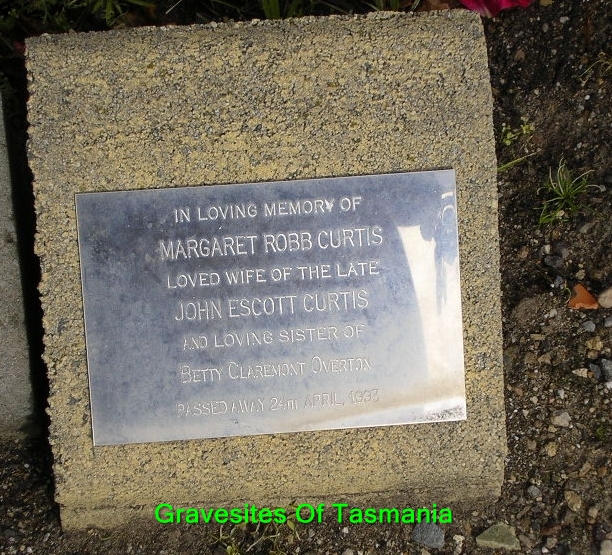 IN LOVING MEMORY OF
MARGARET ROBB CURTIS
LOVED WIFE OF THE LATE
JOHN ESCOTT CURTIS
AND LOVING SISTER OF
BETTY CLAREMONT OVERTON
PASSED AWAY 24TH APRIL,
Gravesites Of Tasmania